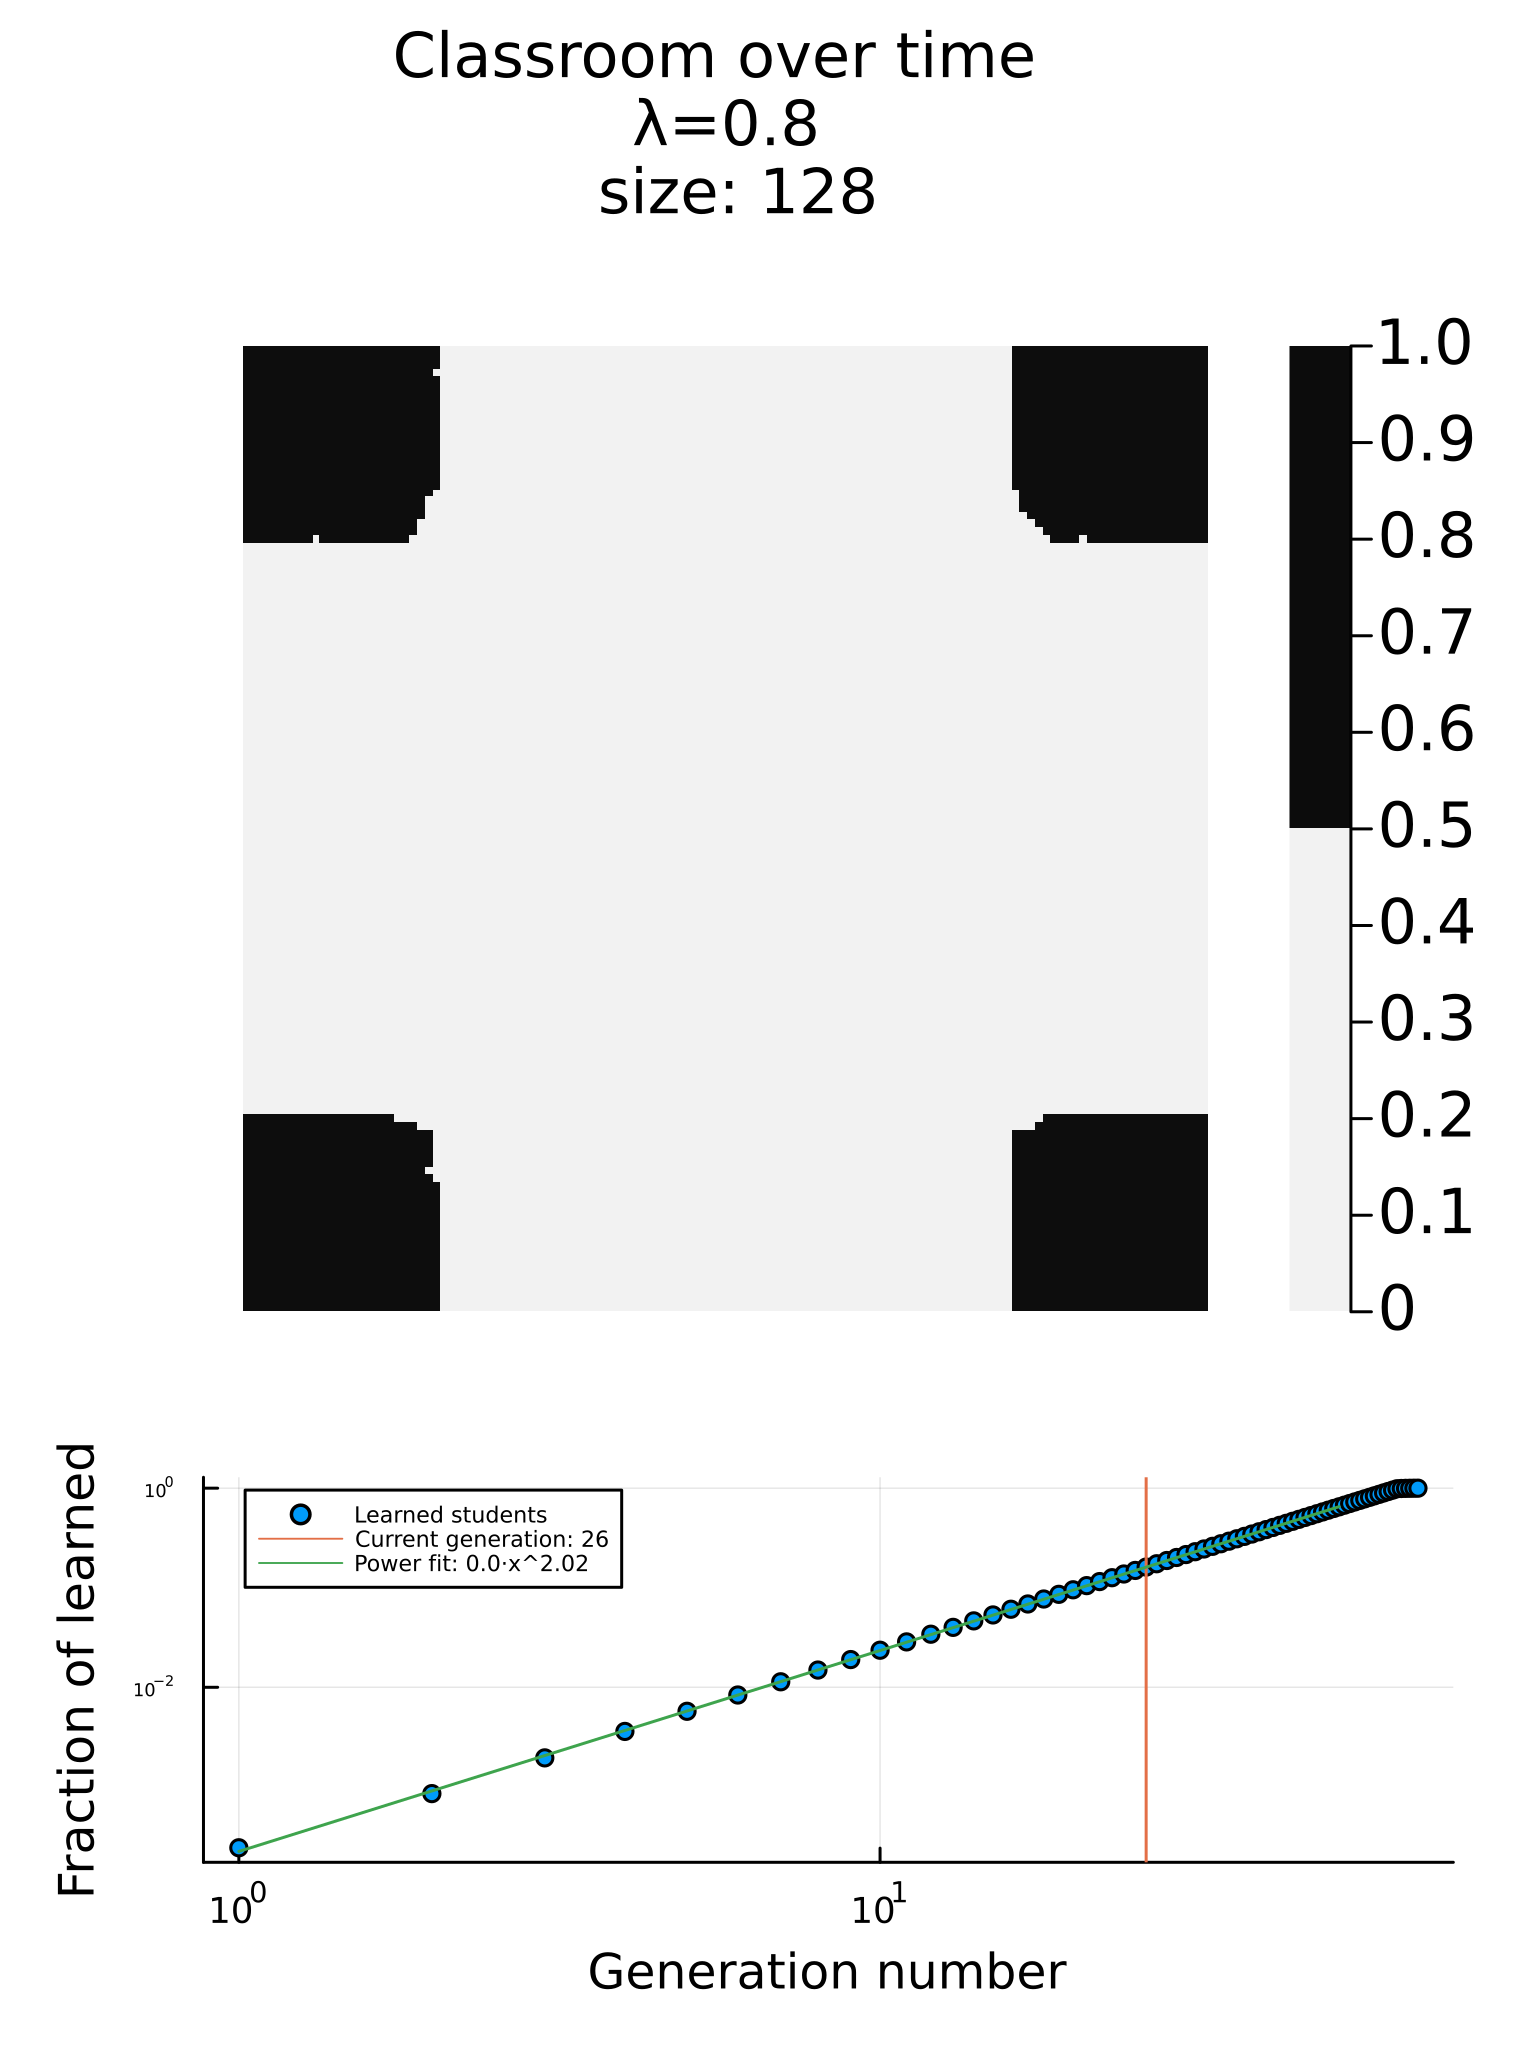 Classroom over time
λ=0.8
size: 128
1.0
0.9
0.8
0.7
0.6
0.5
0.4
0.3
0.2
0.1
0
Fraction of learned
10^0
10^-2
Learned students
Current generation: 26
Power fit: 0.0·x^2.02
10^0
10^1
Generation number